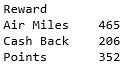 Reward
Air Miles 465
Cash Back 206
Points 352